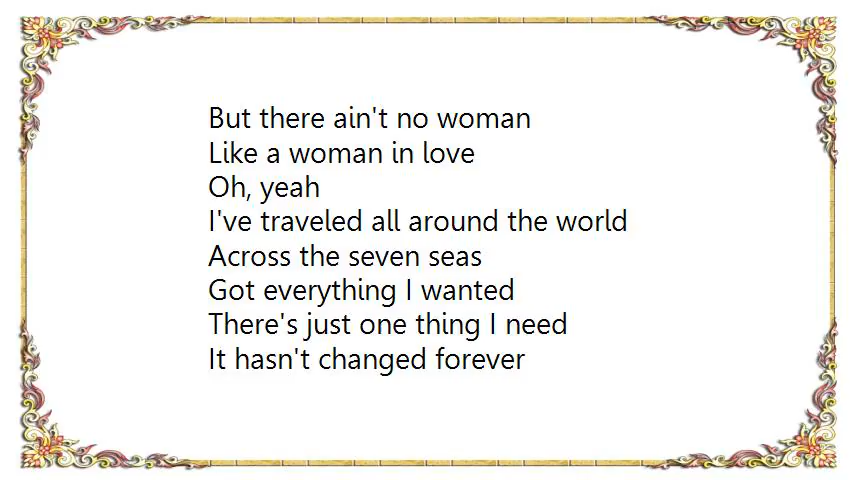 But there ain't no woman
Like a woman in love
Oh, yeah
I've traveled all around the world
Across the seven seas
Got everything I wanted
There's just one thing I need
It hasn't changed forever